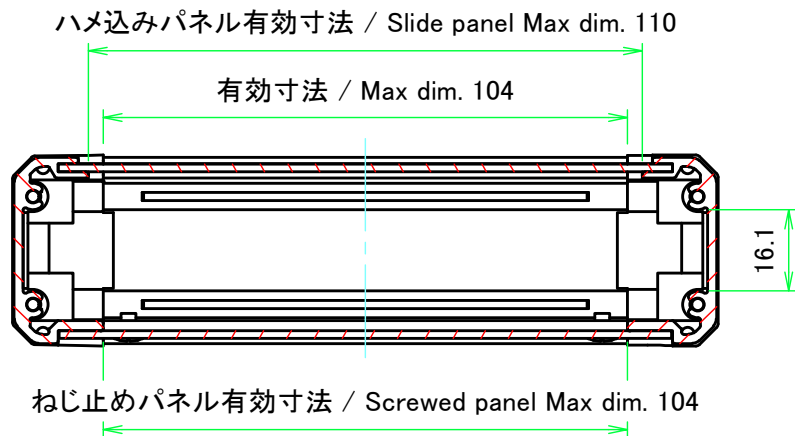 ハメ込みパネル有効寸法 / Slide panel Max dim. 110
有効寸法 / Max dim. 104
16.1
ねじ止めパネル有効寸法 / Screwed panel Max dim. 104